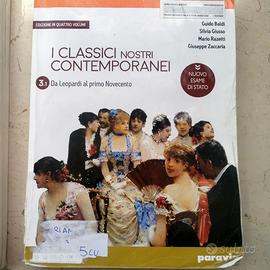 EDIZIONE IN QUATTRO VOLUMI
Guido Baldi
Silvia Giusso
Mario Razetti
Giuseppe Zaccaria
I CLASSICI NOSTRI
CONTEMPORANEI
NUOVO
ESAME DI
STATO
3.1 Da Leopardi al primo Novecento
5CU
subito
paravia